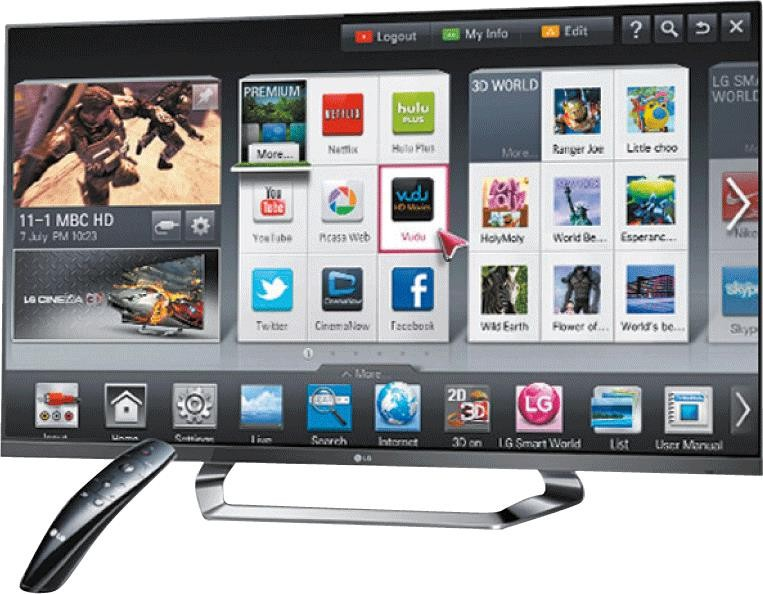 Logout
My Info
Edit
?
PREMIUM
More...
NETFLIX
Netflix
hulu
PLUS
Hulu Plus
3D WORLD
More...
Ranger Joe
Little choo
LG SMA
WORLD
11-1 MBC HD
7 July PM 10:23
You
Tube
YouTube
Picasa Web
vudu
HD Movies
Vudu
HolyMoly
World Be...
Esperanc...
Nike
LG CINEMA 3D
Twitter
CinemaNow
CinemaNow
f
Facebook
Wild Earth
Flower of...
World's be...
skype
Skyp
1
More...
Input
Home
Settings
Live
Search
Internet
2D
3D
3D on
LG
LG Smart World
List
User Manual
LG
LG